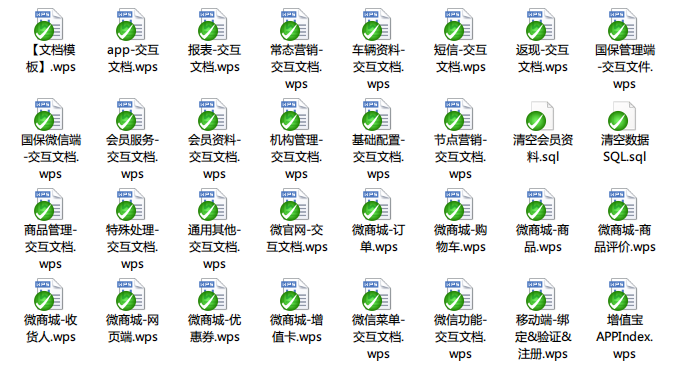 【文档模板】.wps
app-交互文档.wps
报表-交互文档.wps
常态营销-交互文档.wps
车辆资料-交互文档.wps
短信-交互文档.wps
返现-交互文档.wps
国保管理端-交互文件.wps
国保微信端-交互文档.wps
会员服务-交互文档.wps
会员资料-交互文档.wps
机构管理-交互文档.wps
基础配置-交互文档.wps
节点营销-交互文档.wps
清空会员资料.sql
清空数据SQL.sql
商品管理-交互文档.wps
特殊处理-交互文档.wps
通用其他-交互文档.wps
微官网-交互文档.wps
微商城-订单.wps
微商城-购物车.wps
微商城-商品.wps
微商城-商品评价.wps
微商城-收货人.wps
微商城-网页端.wps
微商城-优惠券.wps
微商城-增值卡.wps
微信菜单-交互文档.wps
微信功能-交互文档.wps
移动端-绑定&验证&注册.wps
增值宝APPIndex.wps